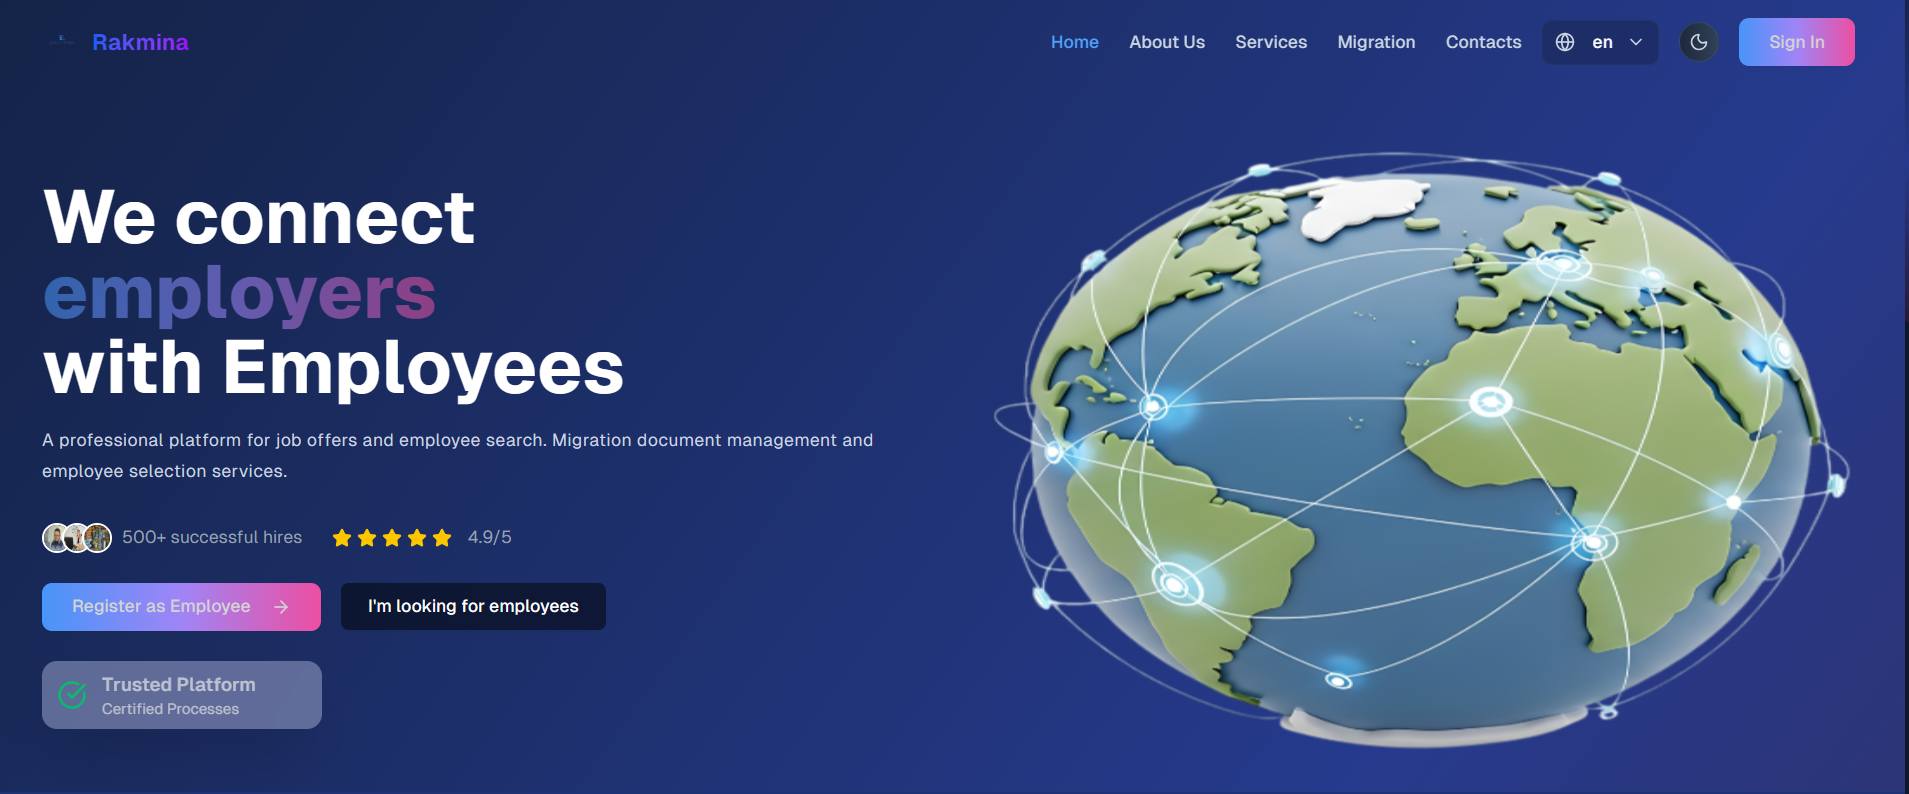 Rakmina
Home
About Us
Services
Migration
Contacts
en
Sign In
We connect
employers
with Employees
A professional platform for job offers and employee search. Migration document management and
employee selection services.
500+ successful hires
4.9/5
Register as Employee
I'm looking for employees
Trusted Platform
Certified Processes